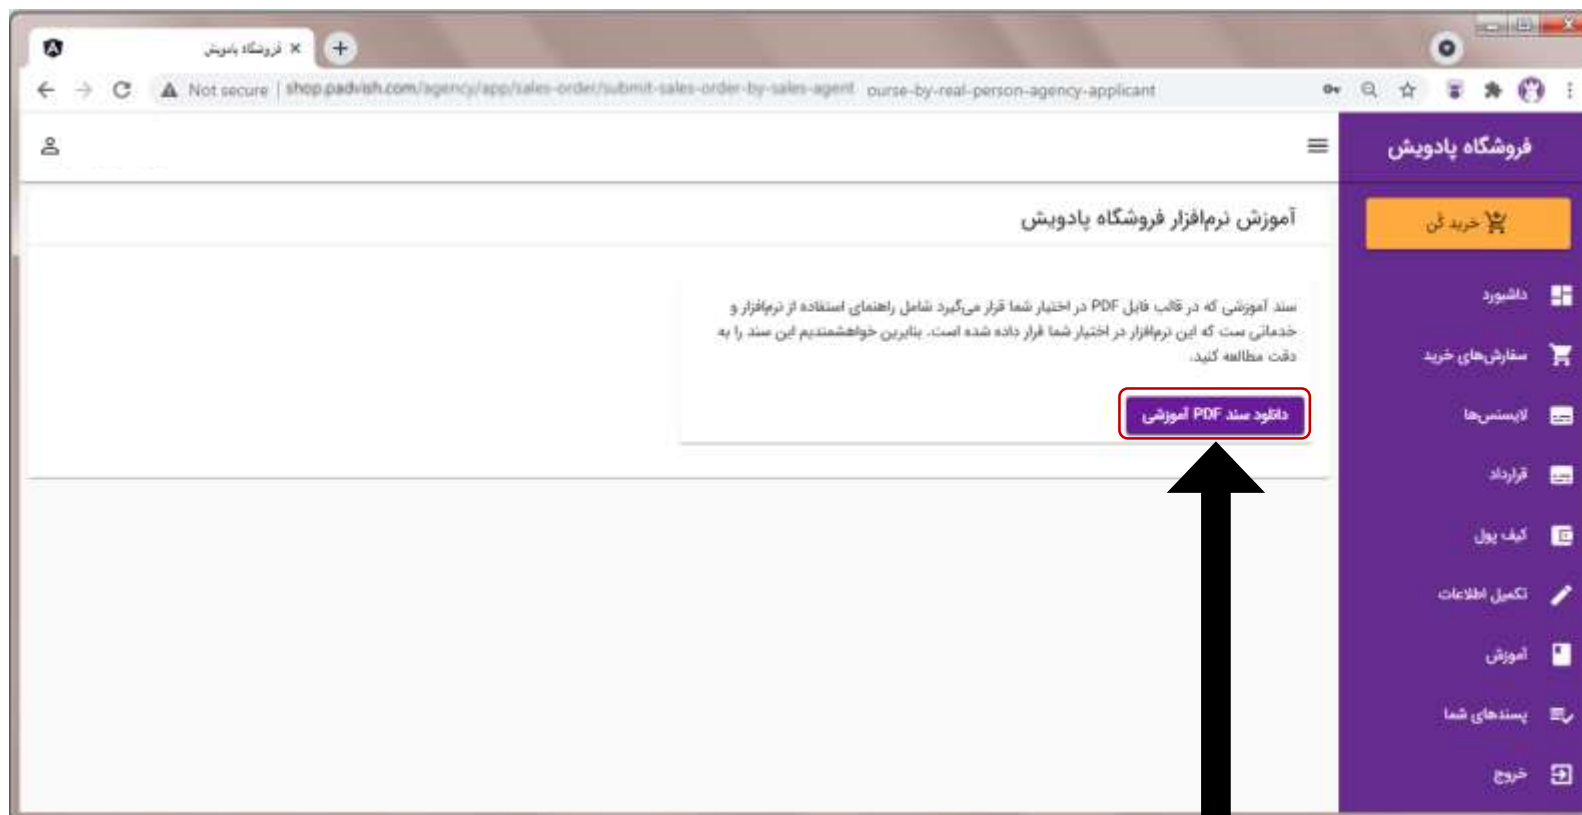 فروشگاه پادویش
Not secure | shop.padvish.com/agency/app/sales-order/submit-sales-order-by-sales-agent ourse-by-real-person-agency-applicant
فروشگاه پادویش
آموزش نرم‌افزار فروشگاه پادویش
سند آموزشی که در قالب فایل PDF در اختیار شما قرار می‌گیرد شامل راهنمای استفاده از نرم‌افزار و
خدماتی ست که این نرم‌افزار در اختیار شما قرار داده شده است. بنابرین خواهشمندیم این سند را به
دقت مطالعه کنید.
دانلود سند PDF آموزشی
خرید کُن
داشبورد
سفارش‌های خرید
لایسنس‌ها
قرارداد
کیف پول
تکمیل اطلاعات
آموزش
پسندهای شما
خروج